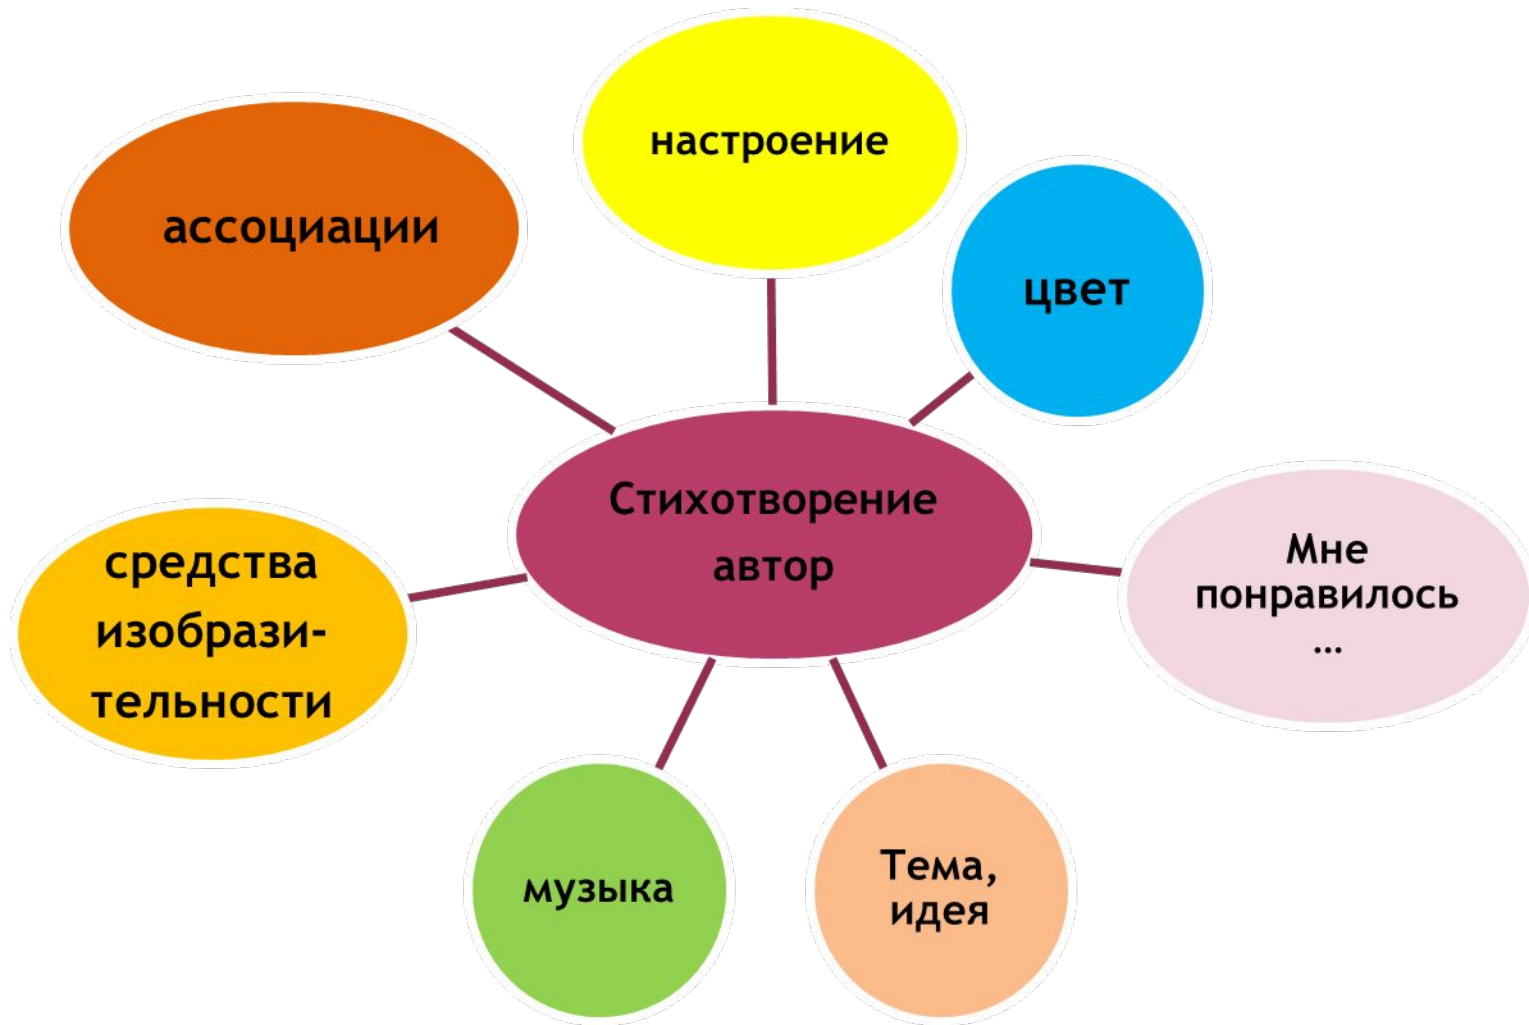 настроение
ассоциации
цвет
Стихотворение
автор
Мне
понравилось
...
средства
изобрази-
тельности
музыка
Тема,
идея